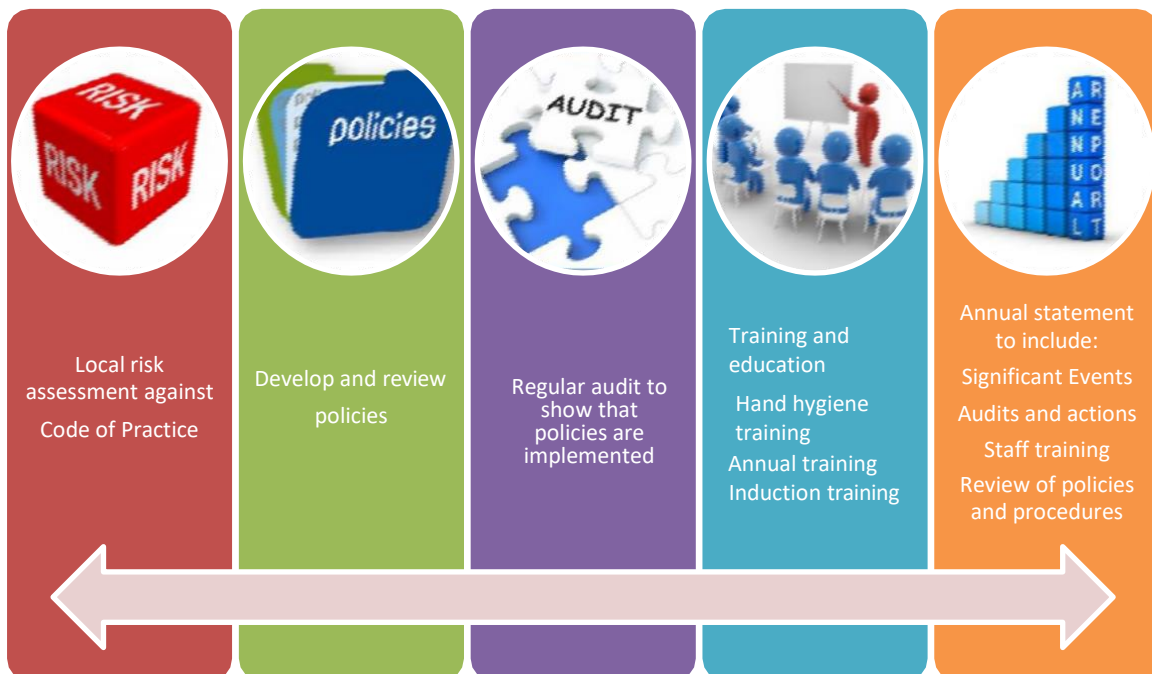 RISK
RISK
RISK
Local risk
assessment against
Code of Practice
policies
Develop and review
policies
AUDIT
Regular audit to
show that
policies are
implemented
Training and
education
Hand hygiene
training
Annual training
Induction training
ANNUAL
REPORT
Annual statement
to include:
Significant Events
Audits and actions
Staff training
Review of policies
and procedures